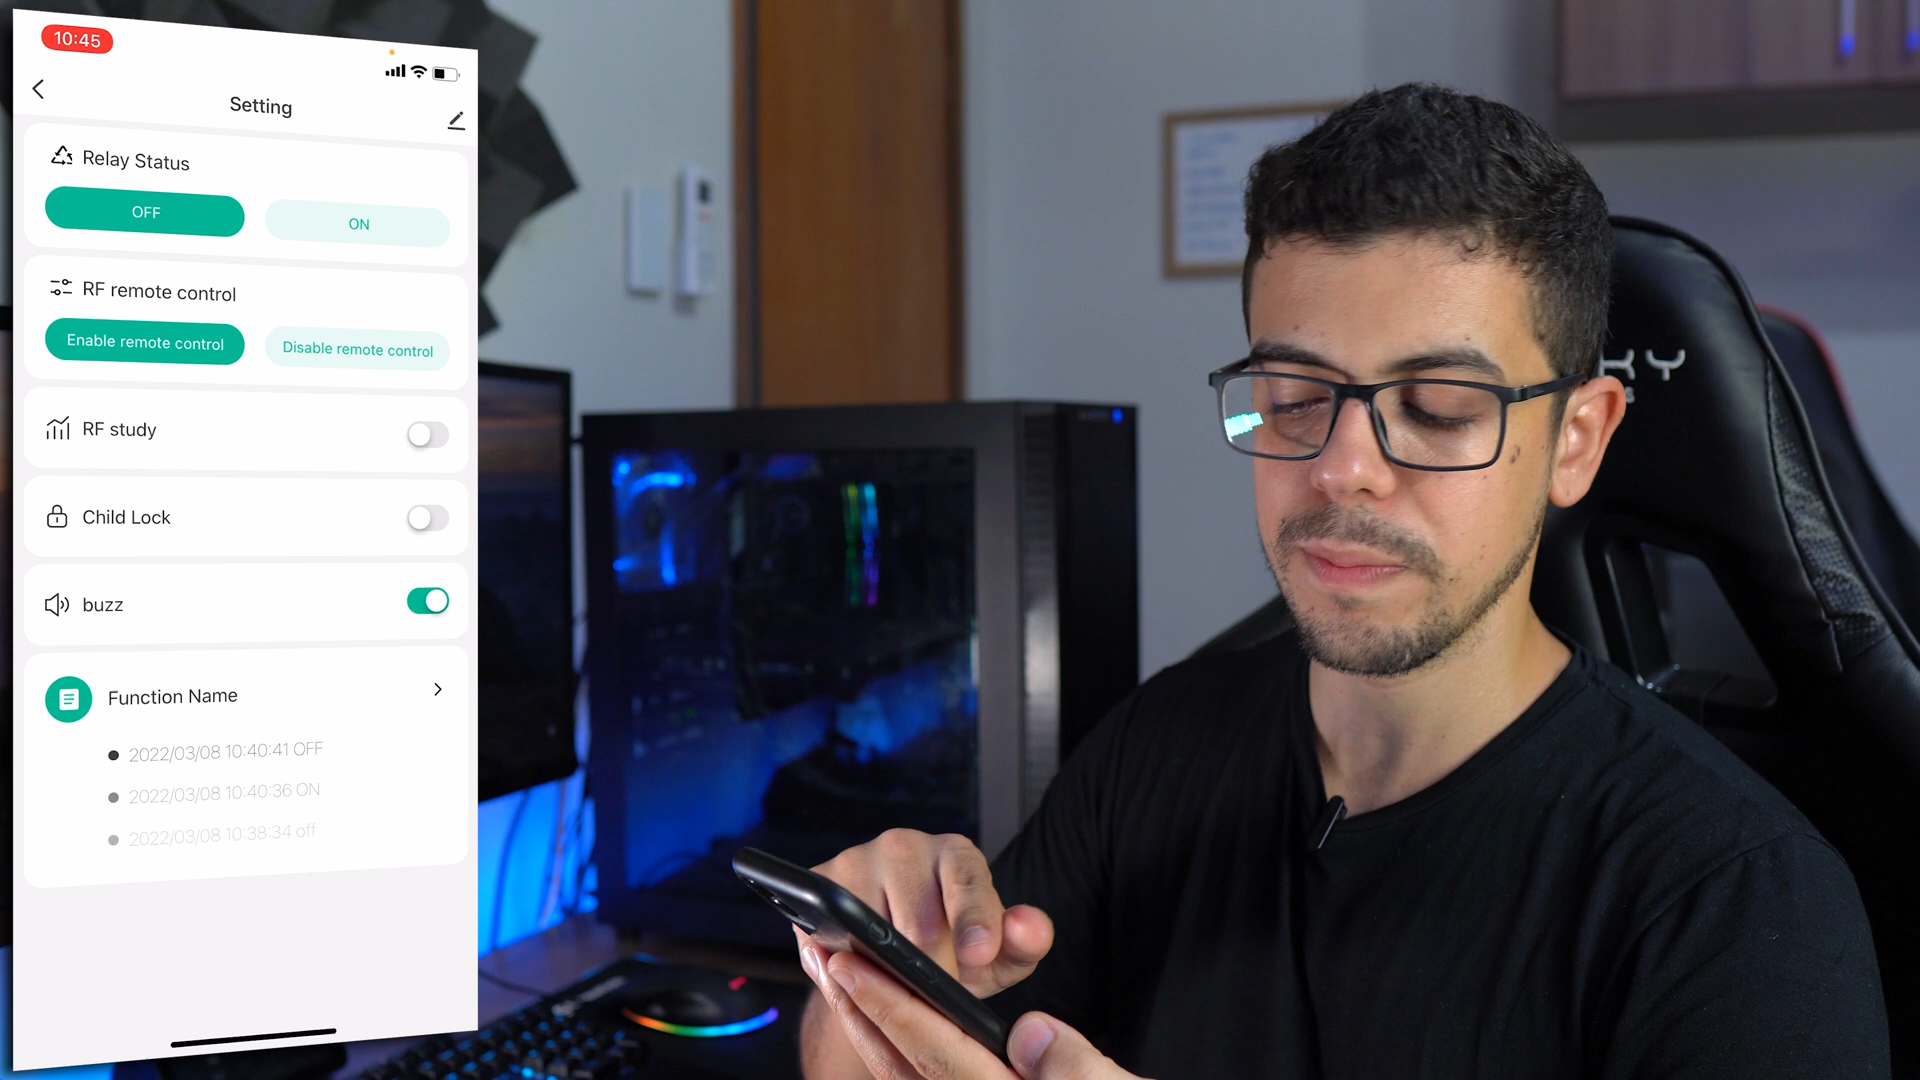 10:45
Setting
Relay Status
OFF
ON
RF remote control
Enable remote control
Disable remote control
RF study
Child Lock
buzz
Function Name
2022/03/08 10:40:41 OFF
2022/03/08 10:40:36 ON
2022/03/08 10:38:34 off